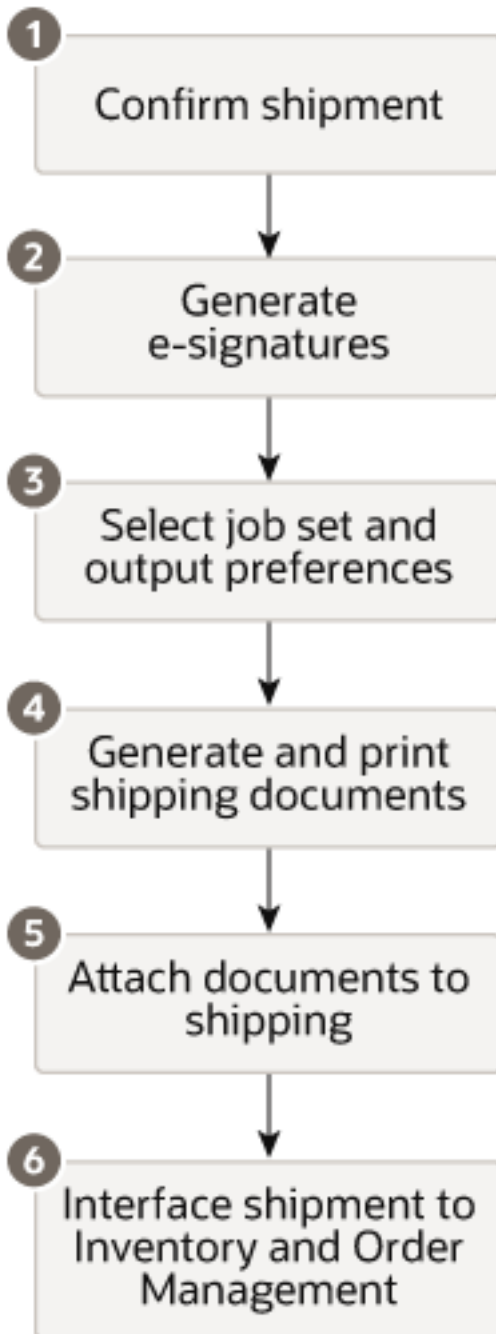 1
Confirm shipment
2
Generate
e-signatures
3
Select job set and
output preferences
4
Generate and print
shipping documents
5
Attach documents to
shipping
6
Interface shipment to
Inventory and Order
Management